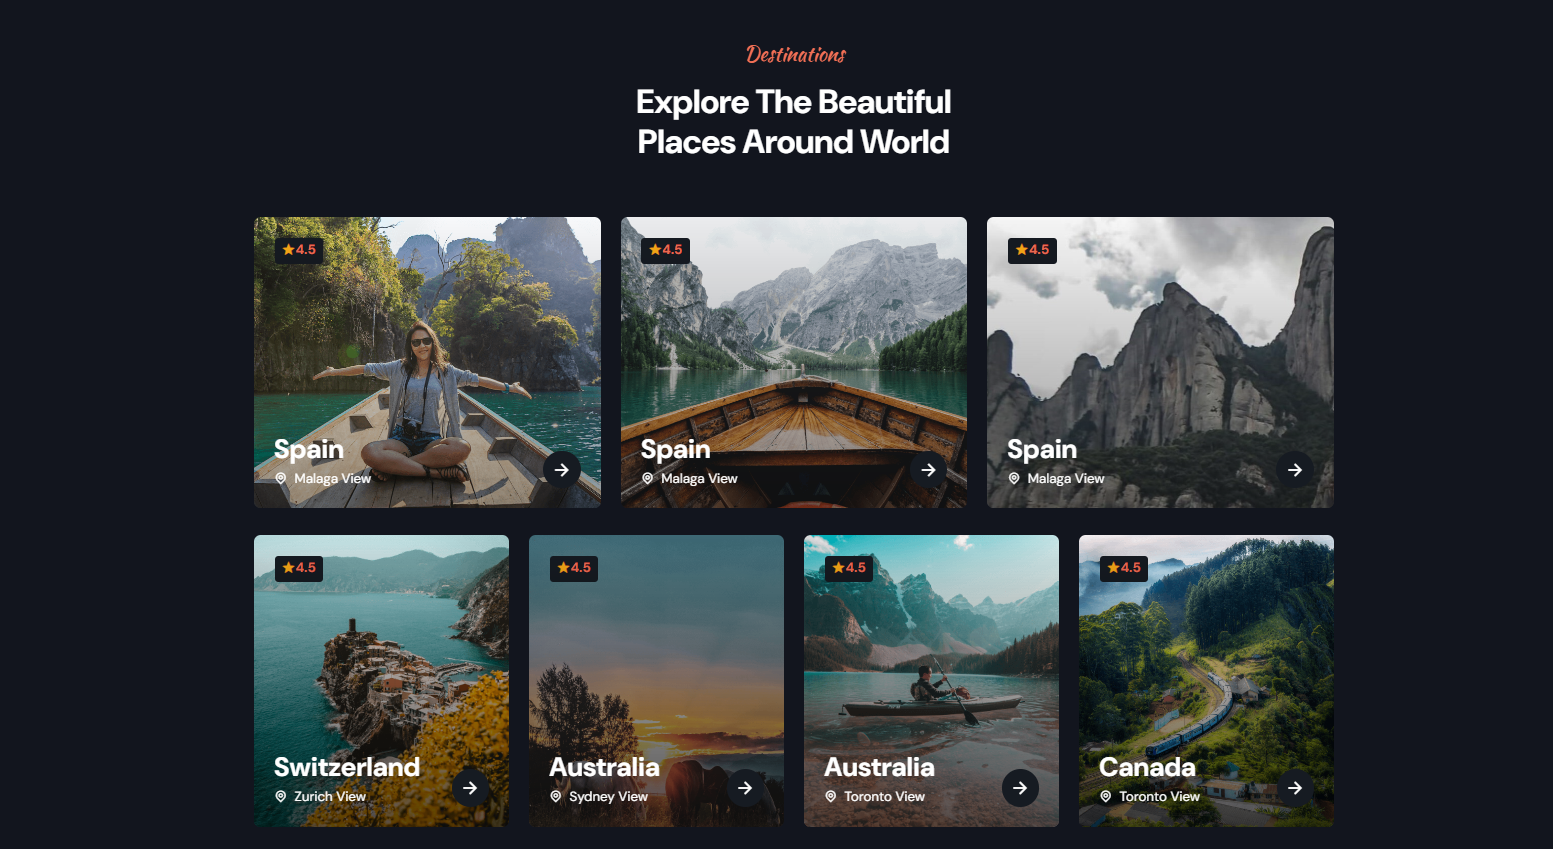 Destinations
Explore The Beautiful
Places Around World
4.5
Spain
Malaga View
4.5
Spain
Malaga View
4.5
Spain
Malaga View
4.5
Switzerland
Zurich View
4.5
Australia
Sydney View
4.5
Australia
Toronto View
4.5
Canada
Toronto View